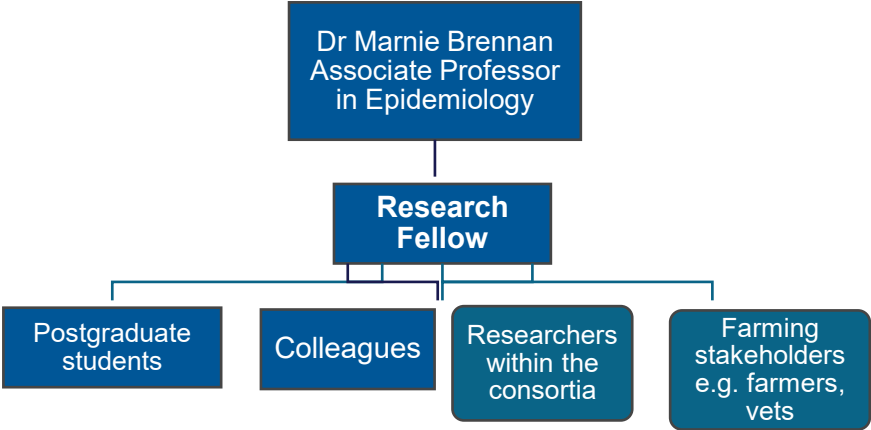 Dr Marnie Brennan
Associate Professor
in Epidemiology
Research
Fellow
Postgraduate
students
Colleagues
Researchers
within the
consortia
Farming
stakeholders
e.g. farmers,
vets